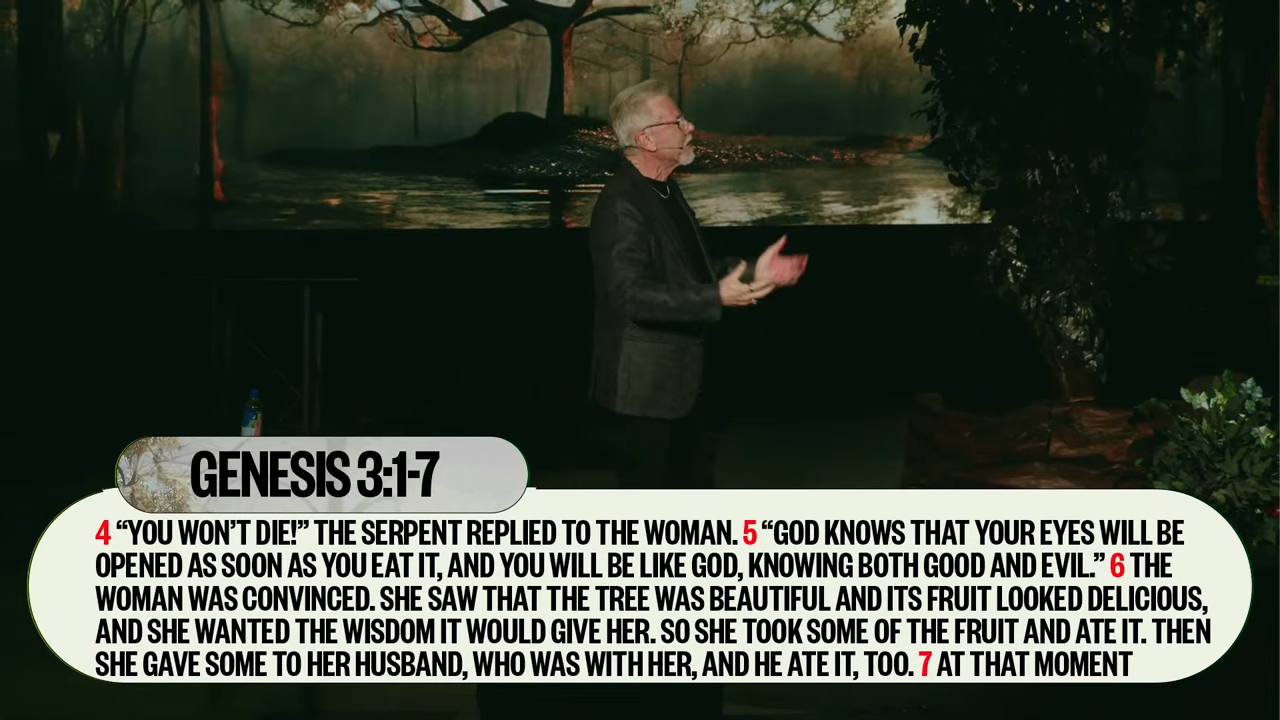 GENESIS 3:1-7
4 “YOU WON’T DIE!” THE SERPENT REPLIED TO THE WOMAN. 5 “GOD KNOWS THAT YOUR EYES WILL BE
OPENED AS SOON AS YOU EAT IT, AND YOU WILL BE LIKE GOD, KNOWING BOTH GOOD AND EVIL.” 6 THE
WOMAN WAS CONVINCED. SHE SAW THAT THE TREE WAS BEAUTIFUL AND ITS FRUIT LOOKED DELICIOUS,
AND SHE WANTED THE WISDOM IT WOULD GIVE HER. SO SHE TOOK SOME OF THE FRUIT AND ATE IT. THEN
SHE GAVE SOME TO HER HUSBAND, WHO WAS WITH HER, AND HE ATE IT, TOO. 7 AT THAT MOMENT